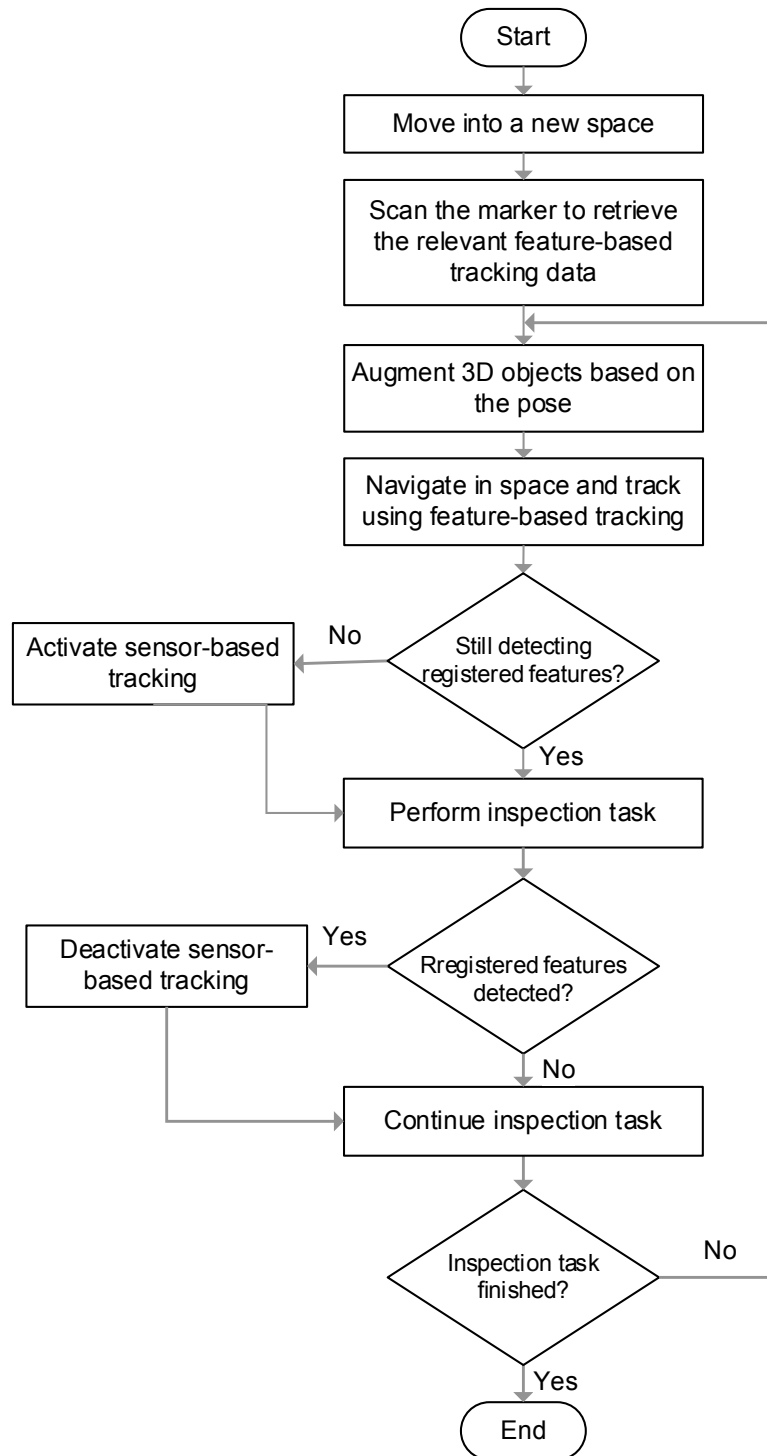 Start
Move into a new space
Scan the marker to retrieve
the relevant feature-based
tracking data
Augment 3D objects based on
the pose
Navigate in space and track
using feature-based tracking
Still detecting
registered features?
No
Activate sensor-based
tracking
Yes
Perform inspection task
Rregistered features
detected?
Yes
Deactivate sensor-
based tracking
No
Continue inspection task
Inspection task
finished?
No
Yes
End